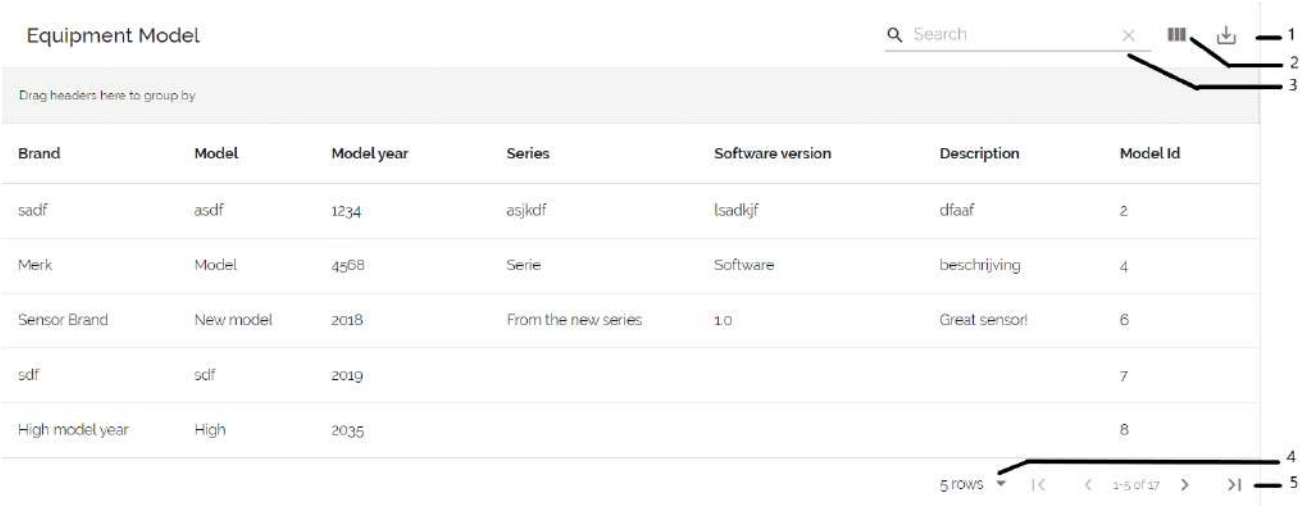 Equipment Model Search 1
2
3
Drag headers here to group by
Brand Model Model year Series Software version Description Model Id
sadf asdf 1234 asjkdf lsadkjf dfaaf 2
Merk Model 4568 Serie Software beschrijving 4
Sensor Brand New model 2018 From the new series 1.0 Great sensor! 6
sdf sdf 2019 7
High model year High 2035 8
4
5 rows 1-5 of 17 5